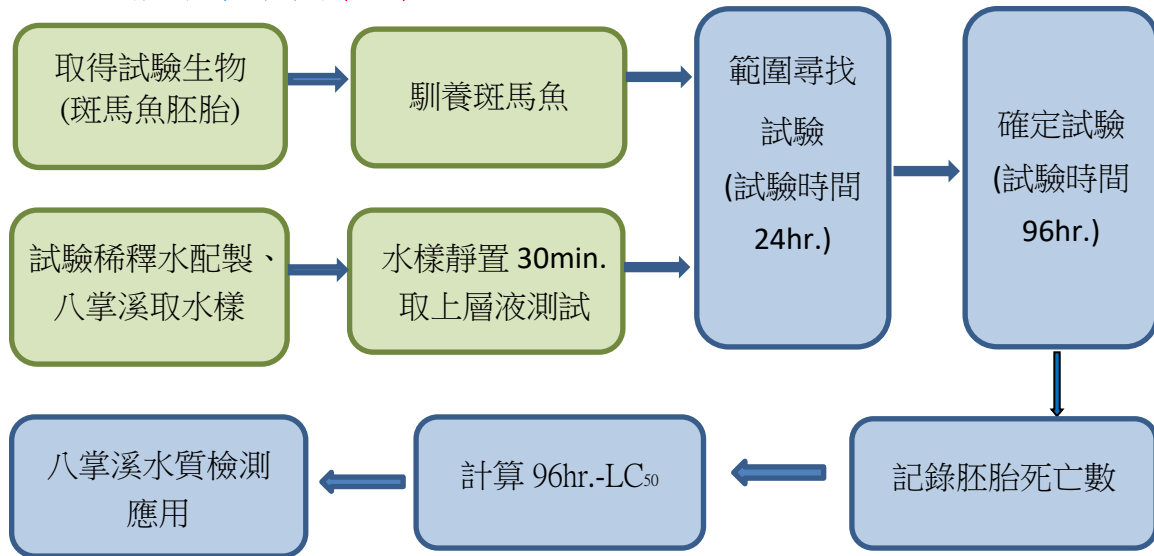 取得試驗生物
(斑馬魚胚胎)
馴養斑馬魚
試驗稀釋水配製、
八掌溪取水樣
水樣靜置 30min.
取上層液測試
範圍尋找
試驗
(試驗時間
24hr.)
確定試驗
(試驗時間
96hr.)
記錄胚胎死亡數
計算 96hr.-LC₅₀
八掌溪水質檢測
應用